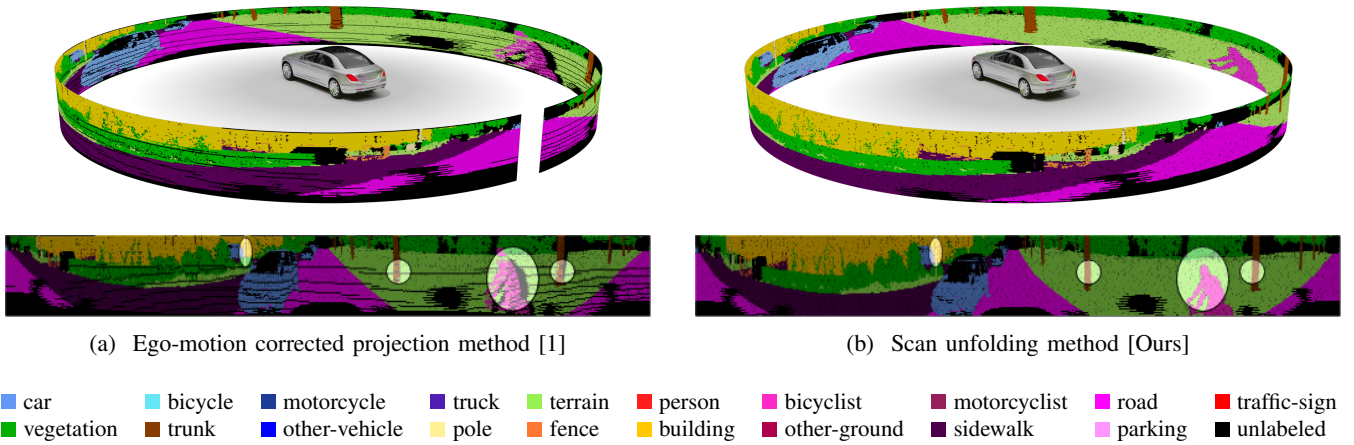 (a) Ego-motion corrected projection method [1]
(b) Scan unfolding method [Ours]
car bicycle motorcycle truck terrain person bicyclist motorcyclist road traffic-sign
vegetation trunk other-vehicle pole fence building other-ground sidewalk parking unlabeled